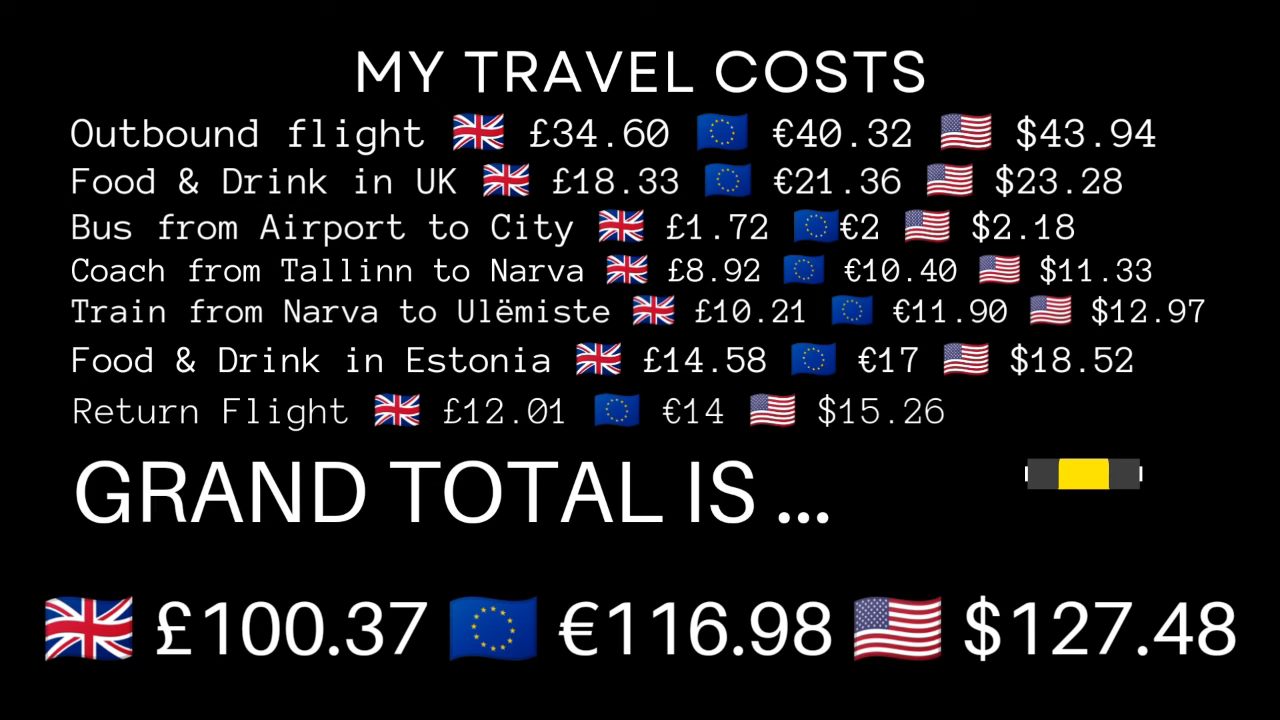 MY TRAVEL COSTS
Outbound flight 🇬🇧 £34.60 🇪🇺 €40.32 🇺🇸 $43.94
Food & Drink in UK 🇬🇧 £18.33 🇪🇺 €21.36 🇺🇸 $23.28
Bus from Airport to City 🇬🇧 £1.72 🇪🇺€2 🇺🇸 $2.18
Coach from Tallinn to Narva 🇬🇧 £8.92 🇪🇺 €10.40 🇺🇸 $11.33
Train from Narva to Ulëmiste 🇬🇧 £10.21 🇪🇺 €11.90 🇺🇸 $12.97
Food & Drink in Estonia 🇬🇧 £14.58 🇪🇺 €17 🇺🇸 $18.52
Return Flight 🇬🇧 £12.01 🇪🇺 €14 🇺🇸 $15.26
GRAND TOTAL IS ...
🇬🇧 £100.37 🇪🇺 €116.98 🇺🇸 $127.48